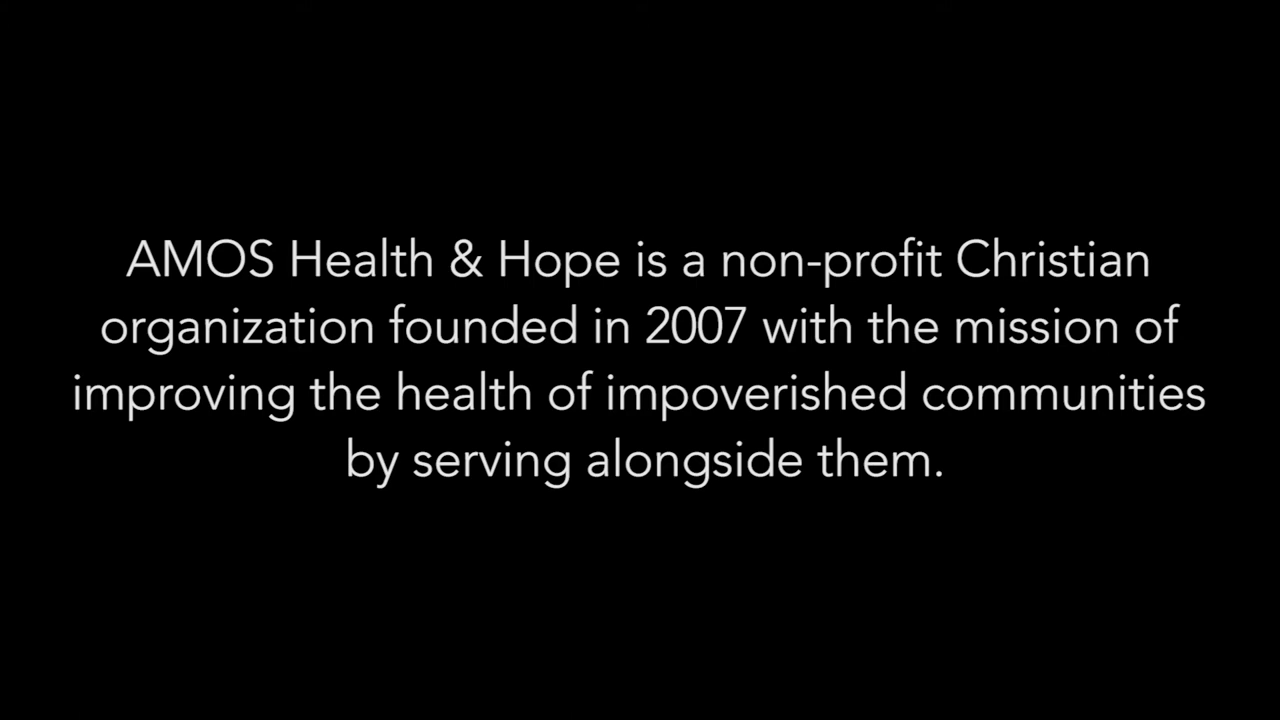 AMOS Health & Hope is a non-profit Christian
organization founded in 2007 with the mission of
improving the health of impoverished communities
by serving alongside them.